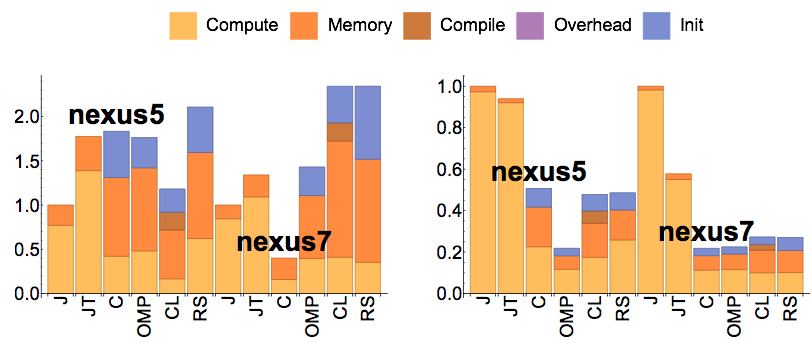 Compute Memory Compile Overhead Init
2.0
1.5
1.0
0.5
0.0
nexus5
nexus7
J JT C OMP CL RS J JT C OMP CL RS
1.0
0.8
0.6
0.4
0.2
0.0
nexus5
nexus7
J JT C OMP CL RS J JT C OMP CL RS